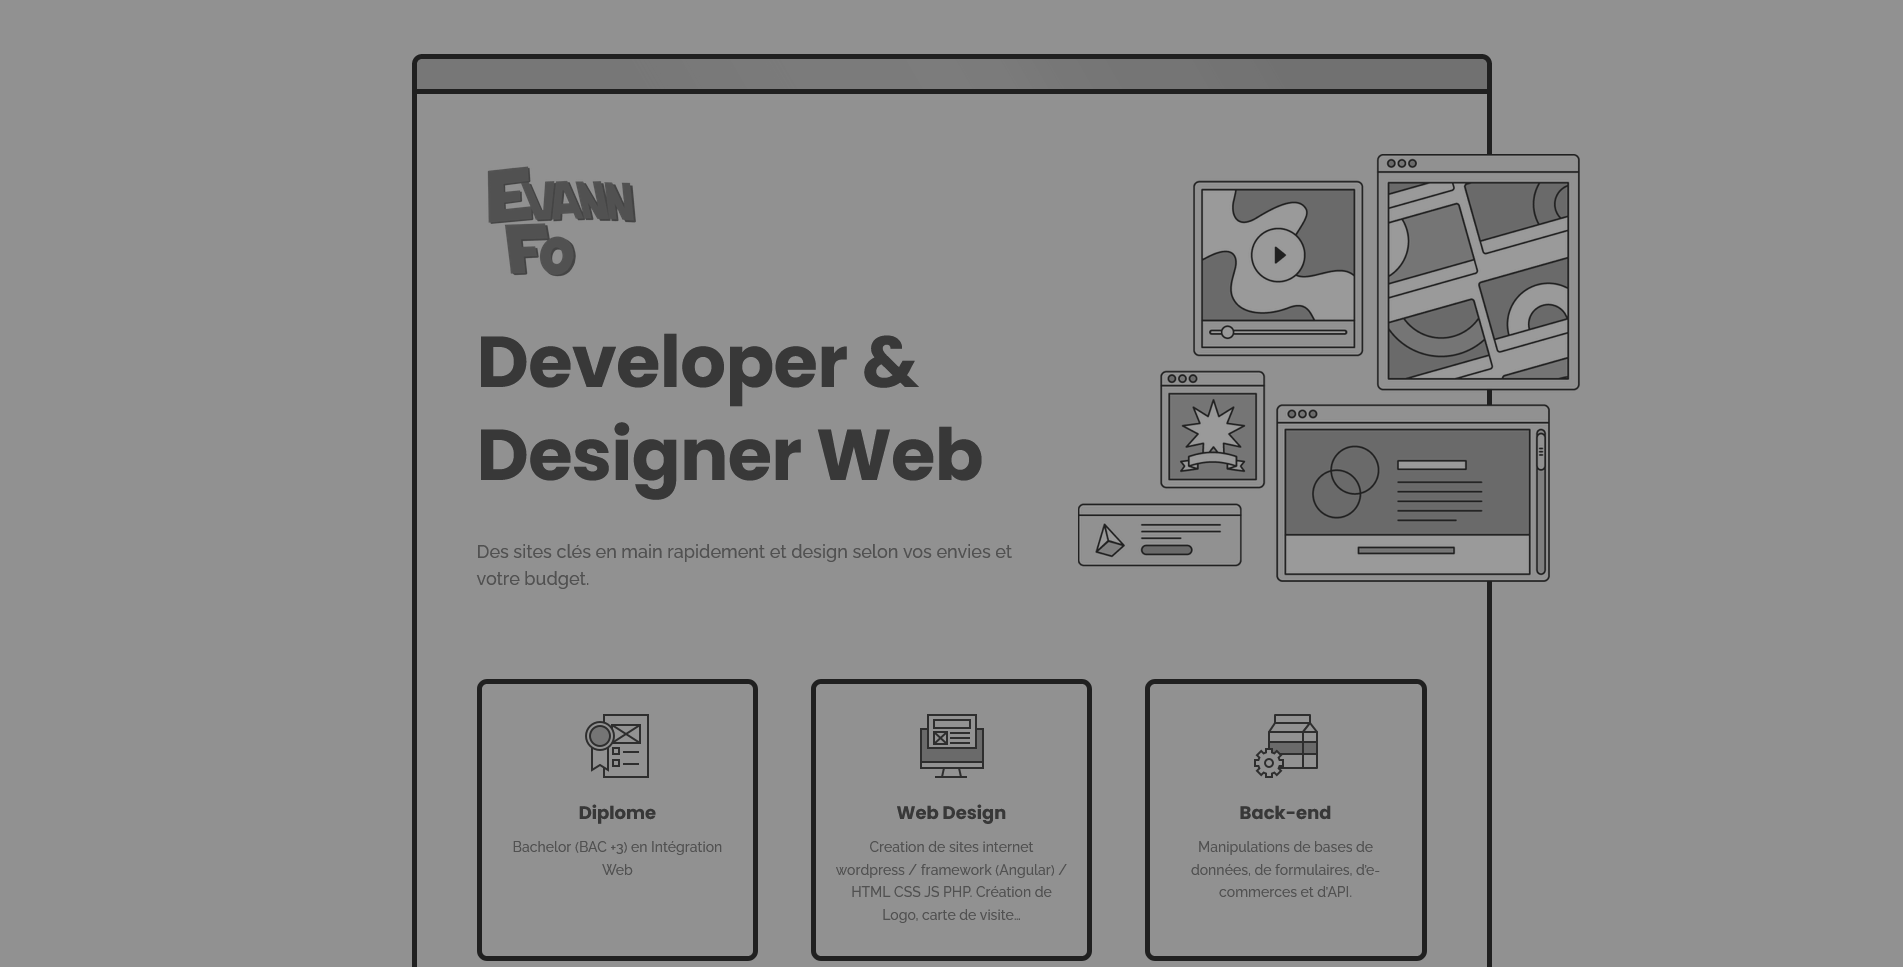 EVANN
FO
Developer &
Designer Web
Des sites clés en main rapidement et design selon vos envies et
votre budget.
Diplome
Bachelor (BAC +3) en Intégration
Web
Web Design
Creation de sites internet
wordpress / framework (Angular) /
HTML CSS JS PHP. Création de
Logo, carte de visite...
Back-end
Manipulations de bases de
données, de formulaires, d'e-
commerces et d'API.